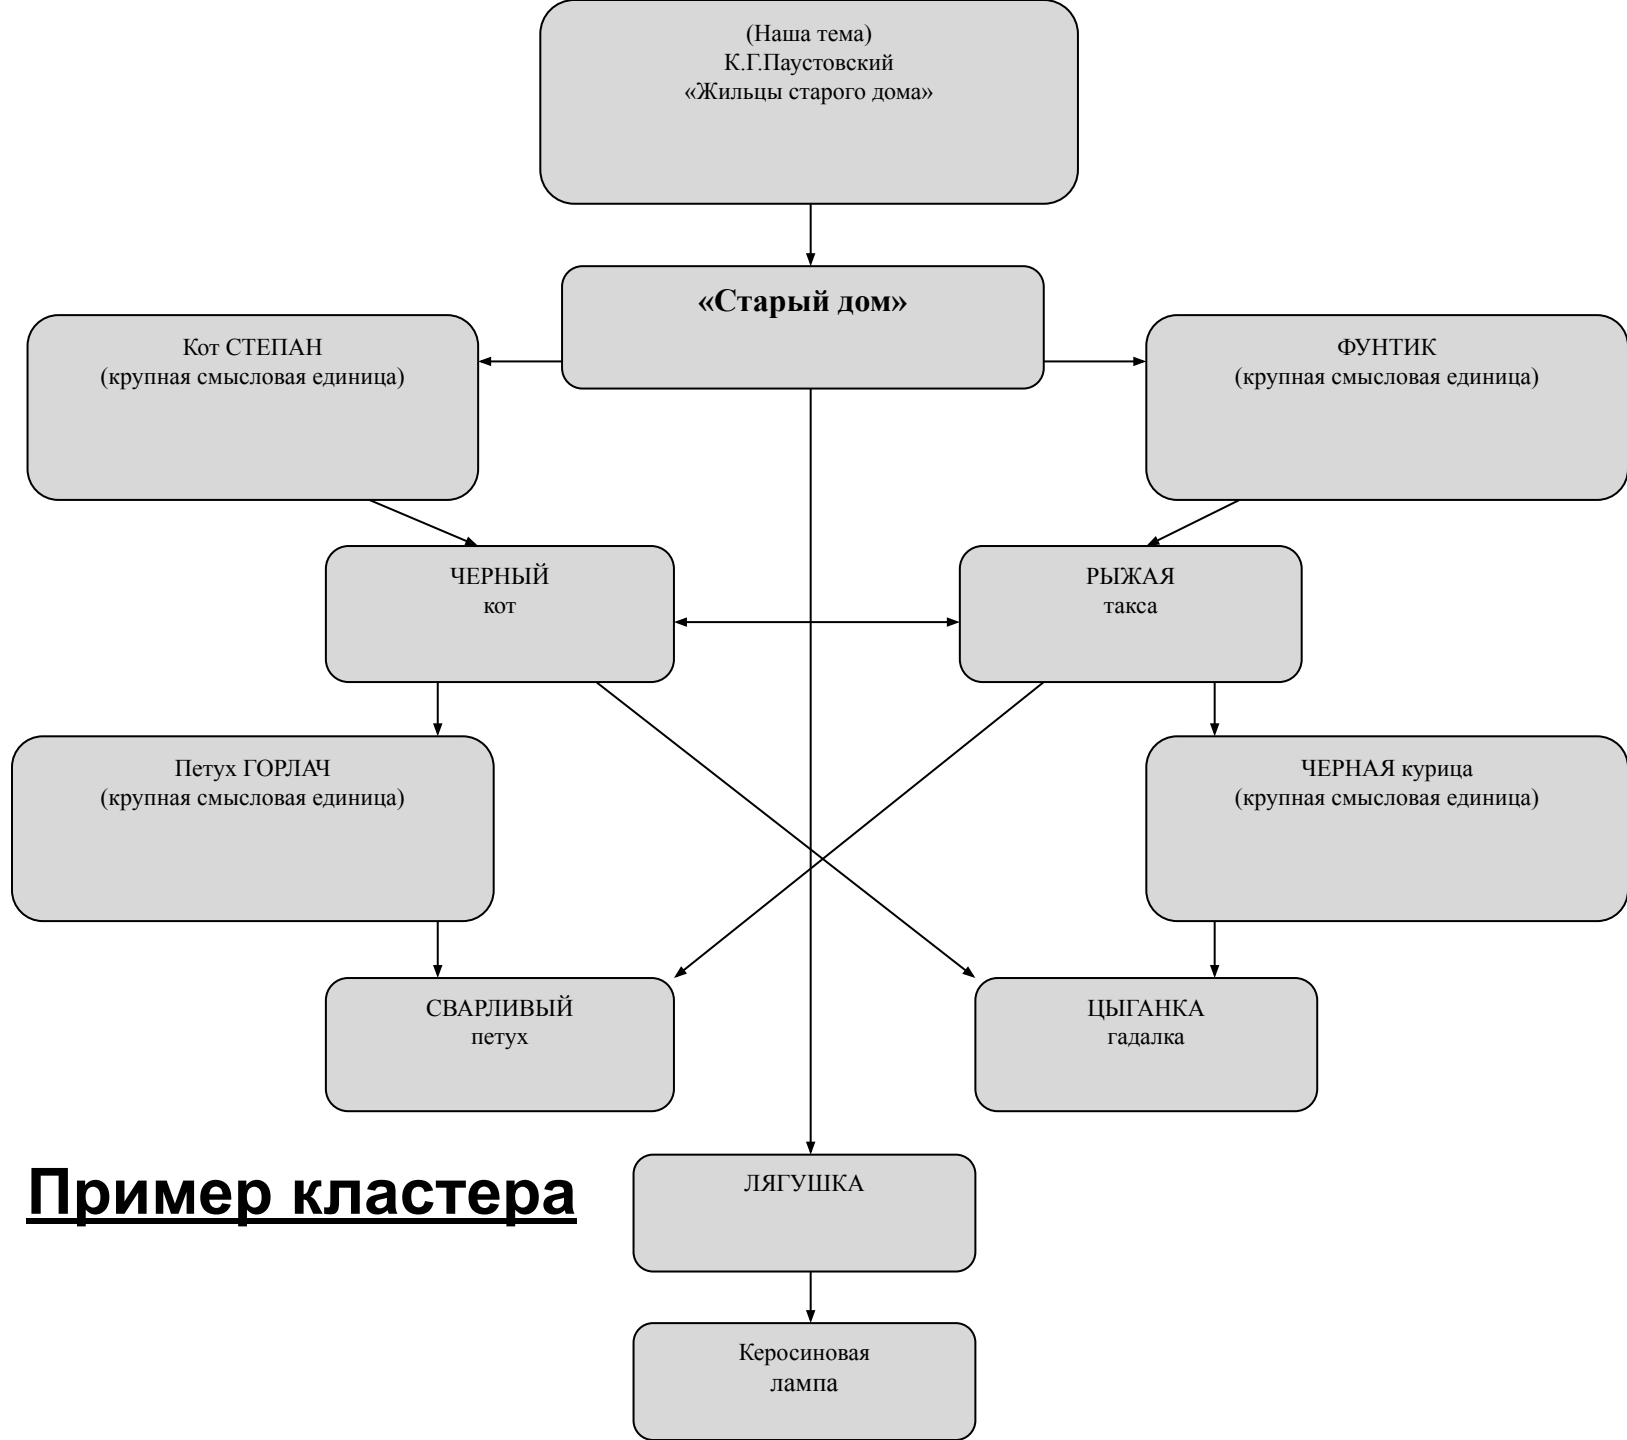 (Наша тема)
К.Г.Паустовский
«Жильцы старого дома»
«Старый дом»
Кот СТЕПАН
(крупная смысловая единица)
ФУНТИК
(крупная смысловая единица)
ЧЕРНЫЙ
кот
РЫЖАЯ
такса
Петух ГОРЛАЧ
(крупная смысловая единица)
ЧЕРНАЯ курица
(крупная смысловая единица)
СВАРЛИВЫЙ
петух
ЦЫГАНКА
гадалка
Пример кластера
ЛЯГУШКА
Керосиновая
лампа